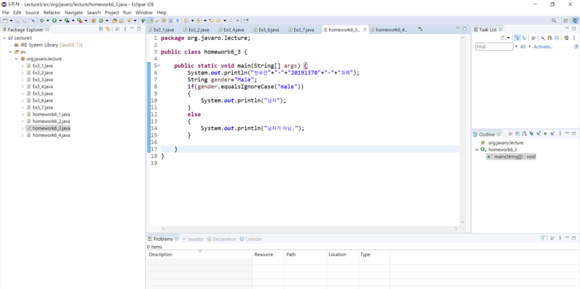 5주차 - Lecture3/src/org/javaro/lecture/homework6_3.java - Eclipse IDE
File Edit Source Refactor Navigate Search Project Run Window Help
Package Explorer
Lecture3
JRE System Library [JavaSE-13]
src
org.javaro.lecture
Ex3_1.java
Ex3_2.java
Ex3_3.java
Ex3_4.java
Ex3_5.java
Ex3_6.java
Ex3_7.java
homework6_1.java
homework6_2.java
homework6_3.java
homework6_4.java
Ex3_1.java Ex3_2.java Ex3_4.java Ex3_5.java Ex3_6.java Ex3_7.java homework6_3... homework6_4...
1 package org.javaro.lecture;
2
3 public class homework6_3 {
4
5 public static void main(String[] args) {
6 System.out.println("한유진"+"-"+"20191370"+"-"+"과제");
7 String gender="Male";
8 if(gender.equalsIgnoreCase("male"))
9 {
10 System.out.println("남자");
11 }
12 else
13 {
14 System.out.println("남자가 아님.");
15 }
16
17 }
18 }
19
Problems Javadoc Declaration Console
0 items
Description Resource Path Location Type
Task List
Find All Activate...
Outline
org.javaro.lecture
homework6_3
main(String[]) : void